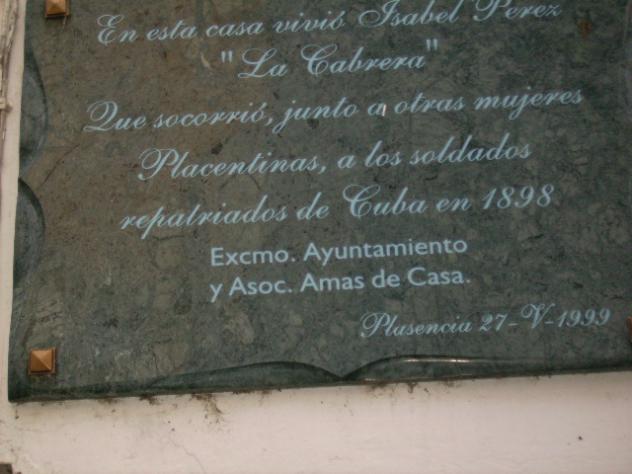 En esta casa vivió Isabel Perez
"La Cabrera"
Que socorrió, junto a otras mujeres
Placentinas, a los soldados
repatriados de Cuba en 1898
Excmo. Ayuntamiento
y Asoc. Amas de Casa.
Plasencia 27-V-1999